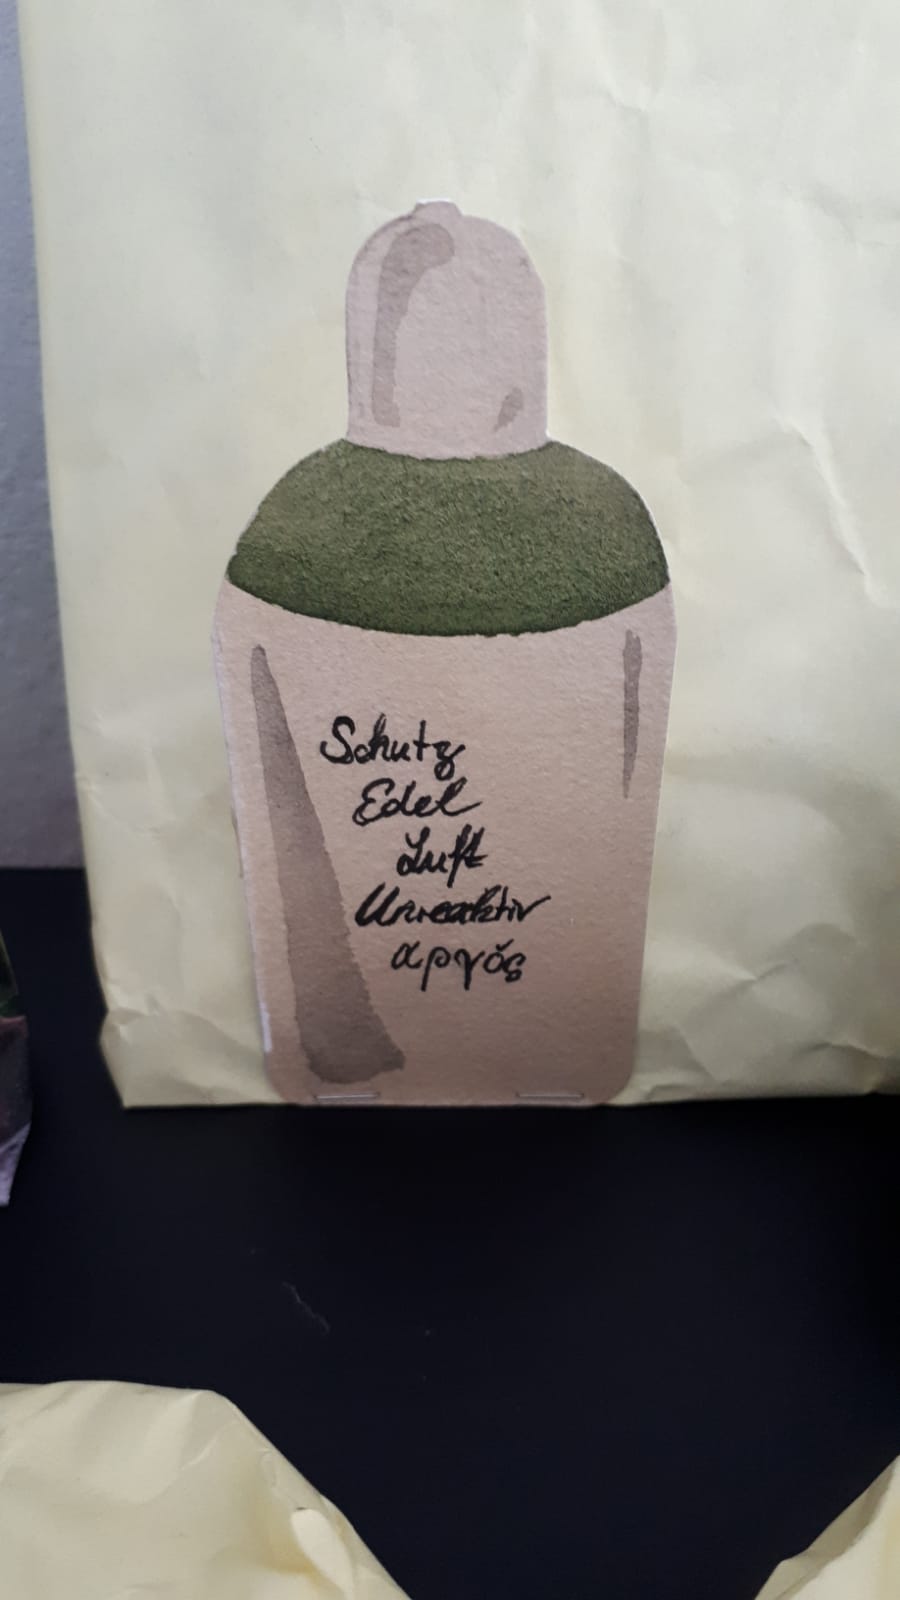 Schutz
Edel
Luft
Unreaktiv
αργός